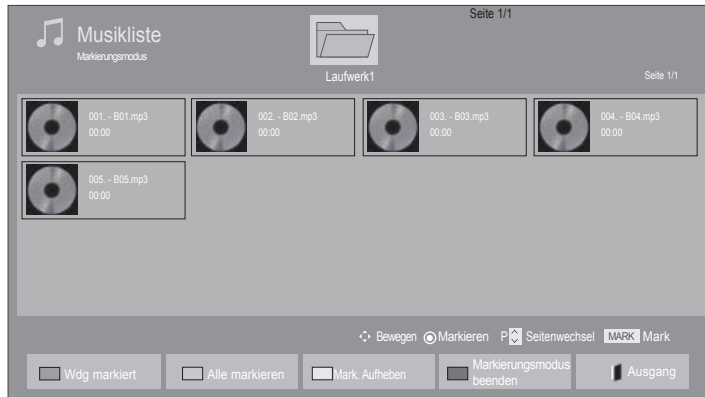 Seite 1/1
Musikliste
Markierungsmodus
Laufwerk1
Seite 1/1
001. - B01.mp3
00:00
002. - B02.mp3
00:00
003. - B03.mp3
00:00
004. - B04.mp3
00:00
005. - B05.mp3
00:00
Bewegen Markieren P Seitenwechsel MARK Mark
Wdg markiert
Alle markieren
Mark. Aufheben
Markierungsmodus
beenden
Ausgang